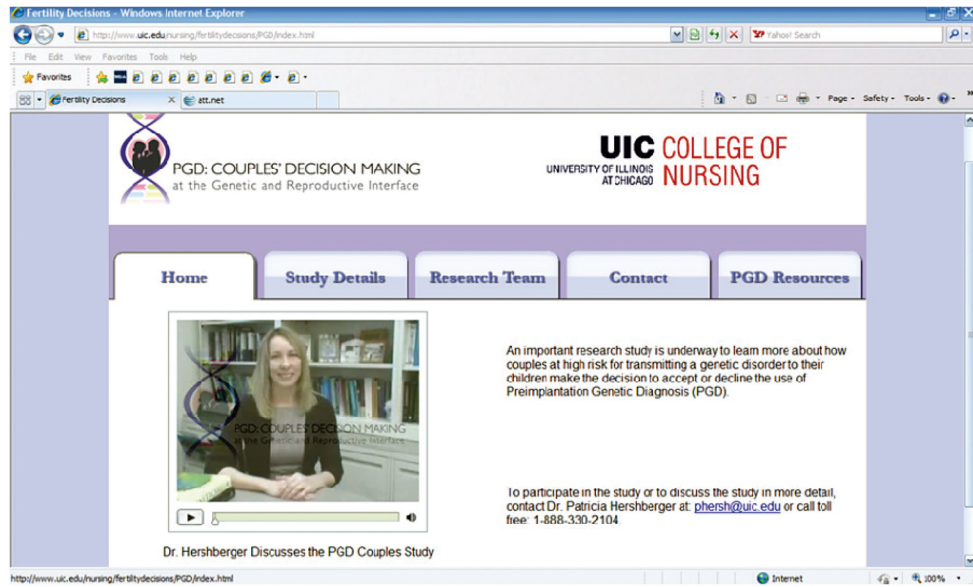 Fertility Decisions - Windows Internet Explorer
http://www.uic.edu/nursing/fertilitydecisions/PGD/index.html
Yahoo! Search
File Edit View Favorites Tools Help
Favorites
Fertility Decisions
att.net
Page Safety Tools
PGD: COUPLES' DECISION MAKING
at the Genetic and Reproductive Interface
UIC COLLEGE OF
UNIVERSITY OF ILLINOIS
AT CHICAGO NURSING
Home Study Details Research Team Contact PGD Resources
PGD: COUPLES' DECISION MAKING
at the Genetic and Reproductive Interface
An important research study is underway to learn more about how
couples at high risk for transmitting a genetic disorder to their
children make the decision to accept or decline the use of
Preimplantation Genetic Diagnosis (PGD).
To participate in the study or to discuss the study in more detail,
contact Dr. Patricia Hershberger at: phersh@uic.edu or call toll
free: 1-888-330-2104
Dr. Hershberger Discusses the PGD Couples Study
http://www.uic.edu/nursing/fertilitydecisions/PGD/index.html
Internet
100%